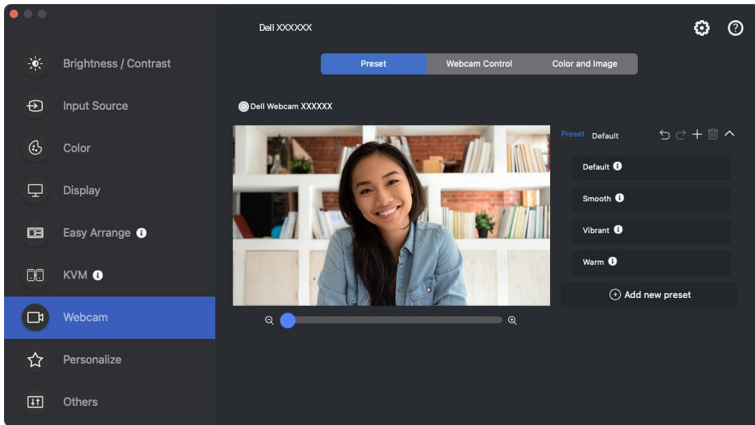 Dell XXXXXX
Brightness / Contrast
Input Source
Color
Display
Easy Arrange
KVM
Webcam
Personalize
Others
Preset
Webcam Control
Color and Image
Dell Webcam XXXXXX
Preset Default
Default
Smooth
Vibrant
Warm
Add new preset